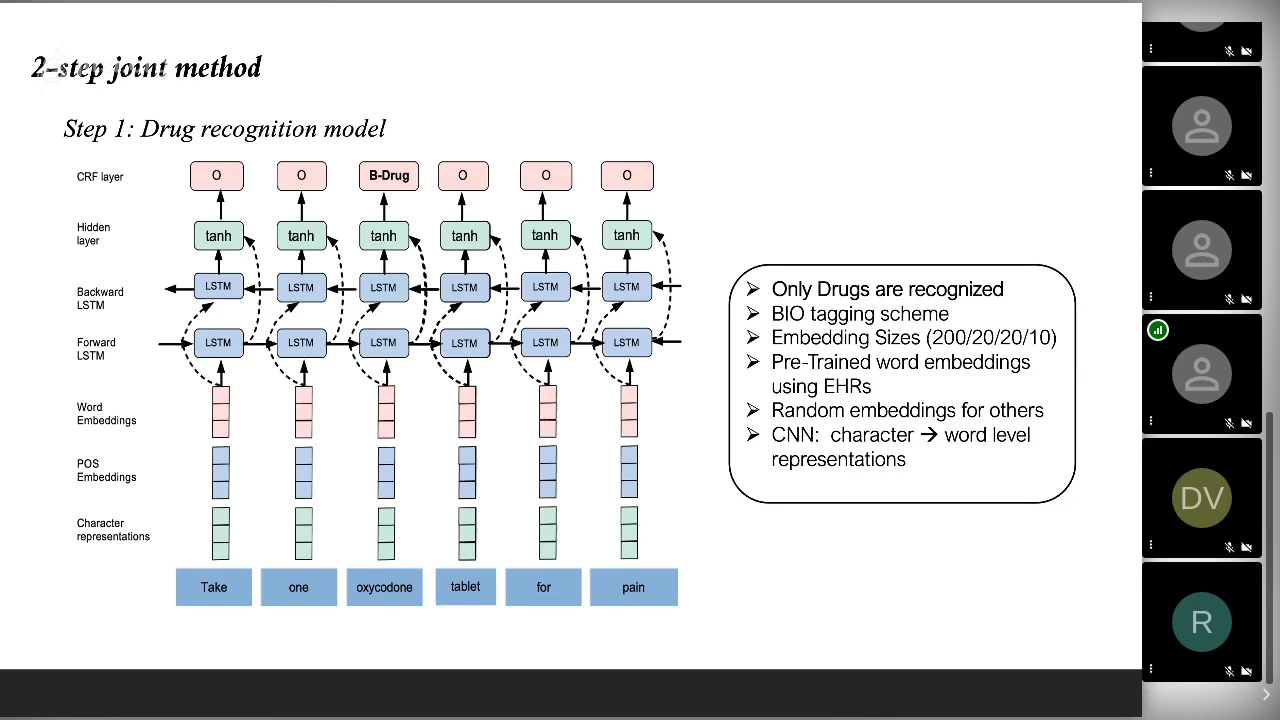 2-step joint method
Step 1: Drug recognition model
CRF layer
O
O
B-Drug
O
O
O
Hidden
layer
tanh
tanh
tanh
tanh
tanh
tanh
Backward
LSTM
LSTM
LSTM
LSTM
LSTM
LSTM
LSTM
Forward
LSTM
LSTM
LSTM
LSTM
LSTM
LSTM
LSTM
Word
Embeddings
POS
Embeddings
Character
representations
Take
one
oxycodone
tablet
for
pain
➢ Only Drugs are recognized
➢ BIO tagging scheme
➢ Embedding Sizes (200/20/20/10)
➢ Pre-Trained word embeddings
using EHRs
➢ Random embeddings for others
➢ CNN: character → word level
representations
DV
R